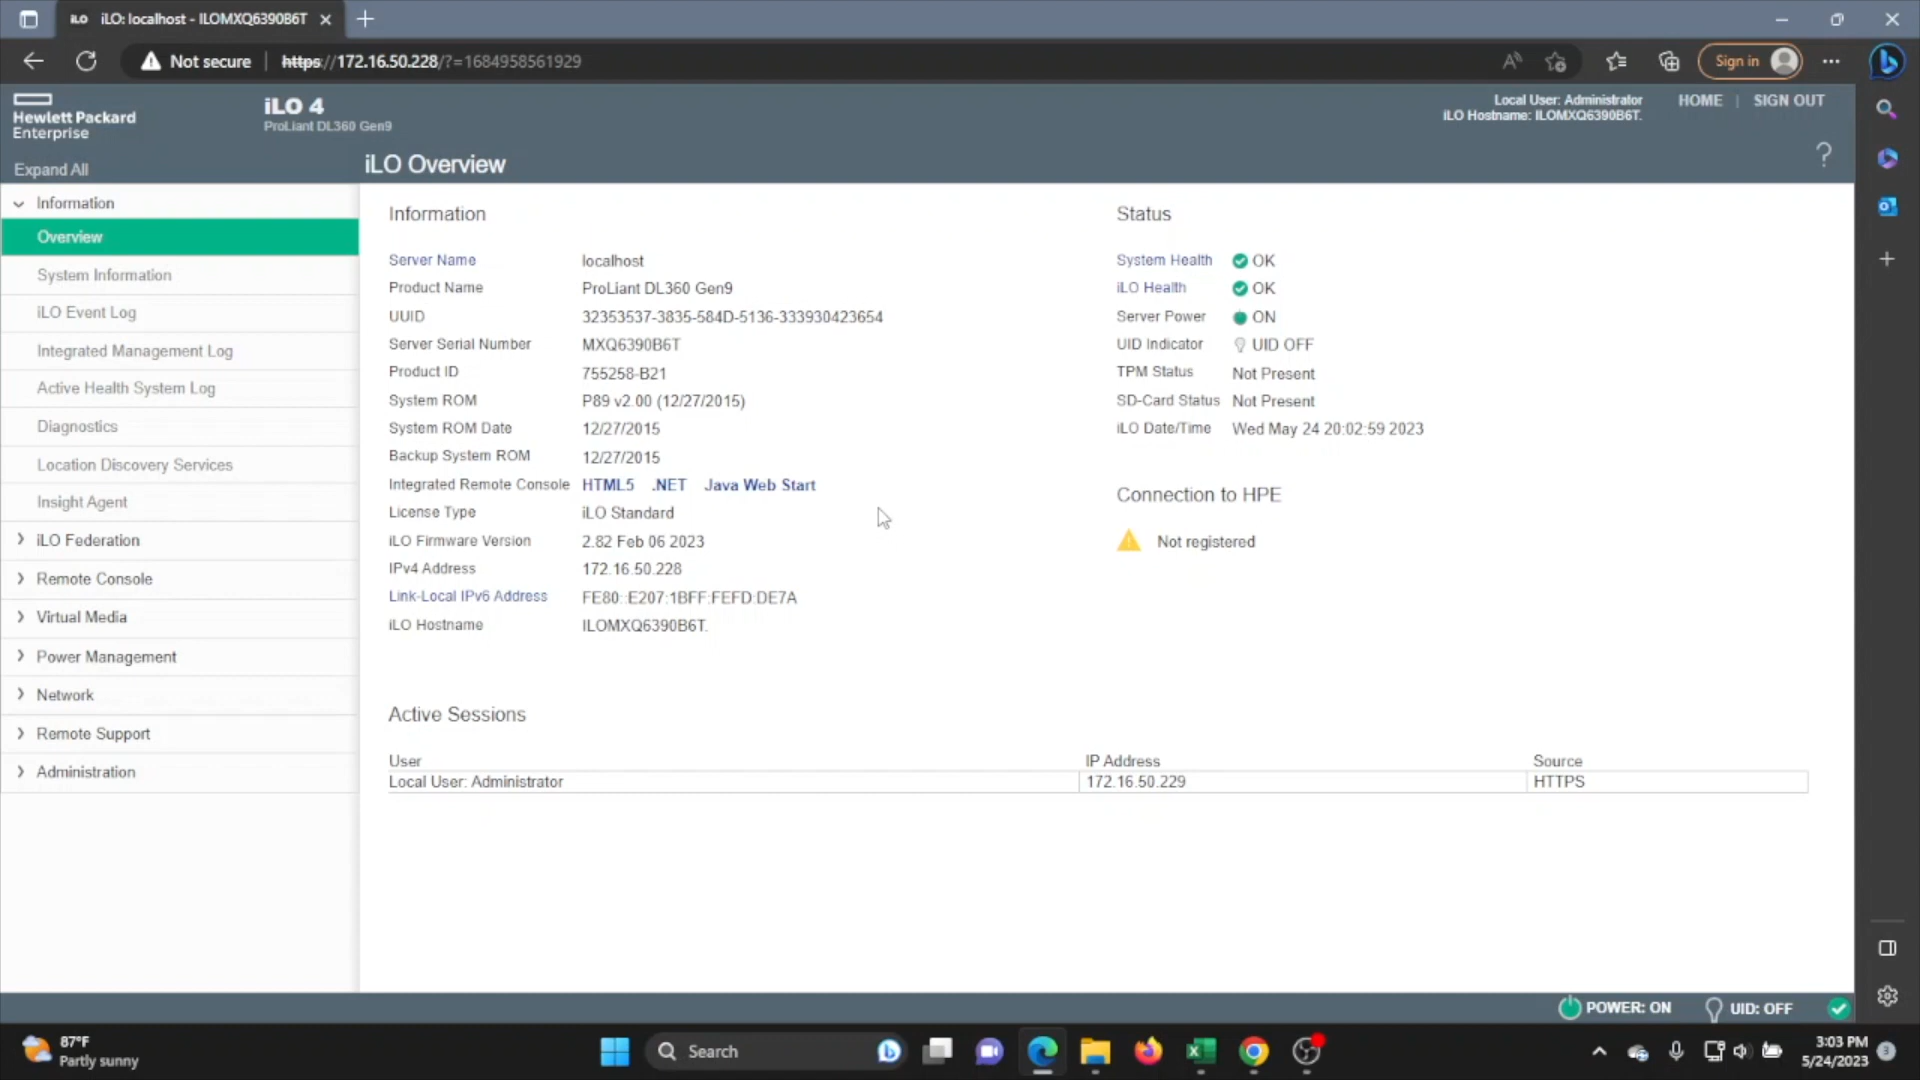 iLO iLO: localhost - ILOMXQ6390B6T
Not secure https://172.16.50.228/?=1684958561929 Sign in
Hewlett Packard
Enterprise
iLO 4
ProLiant DL360 Gen9
Local User: Administrator
iLO Hostname: ILOMXQ6390B6T.
HOME | SIGN OUT
Expand All
iLO Overview
?
Information
Overview
System Information
iLO Event Log
Integrated Management Log
Active Health System Log
Diagnostics
Location Discovery Services
Insight Agent
iLO Federation
Remote Console
Virtual Media
Power Management
Network
Remote Support
Administration
Information
Server Name localhost
Product Name ProLiant DL360 Gen9
UUID 32353537-3835-584D-5136-333930423654
Server Serial Number MXQ6390B6T
Product ID 755258-B21
System ROM P89 v2.00 (12/27/2015)
System ROM Date 12/27/2015
Backup System ROM 12/27/2015
Integrated Remote Console HTML5 .NET Java Web Start
License Type iLO Standard
iLO Firmware Version 2.82 Feb 06 2023
IPv4 Address 172.16.50.228
Link-Local IPv6 Address FE80::E207:1BFF:FEFD:DE7A
iLO Hostname ILOMXQ6390B6T.
Status
System Health OK
iLO Health OK
Server Power ON
UID Indicator UID OFF
TPM Status Not Present
SD-Card Status Not Present
iLO Date/Time Wed May 24 20:02:59 2023
Connection to HPE
Not registered
Active Sessions
User IP Address Source
Local User: Administrator 172.16.50.229 HTTPS
POWER: ON UID: OFF
87°F
Partly sunny
Search
3:03 PM
5/24/2023
3